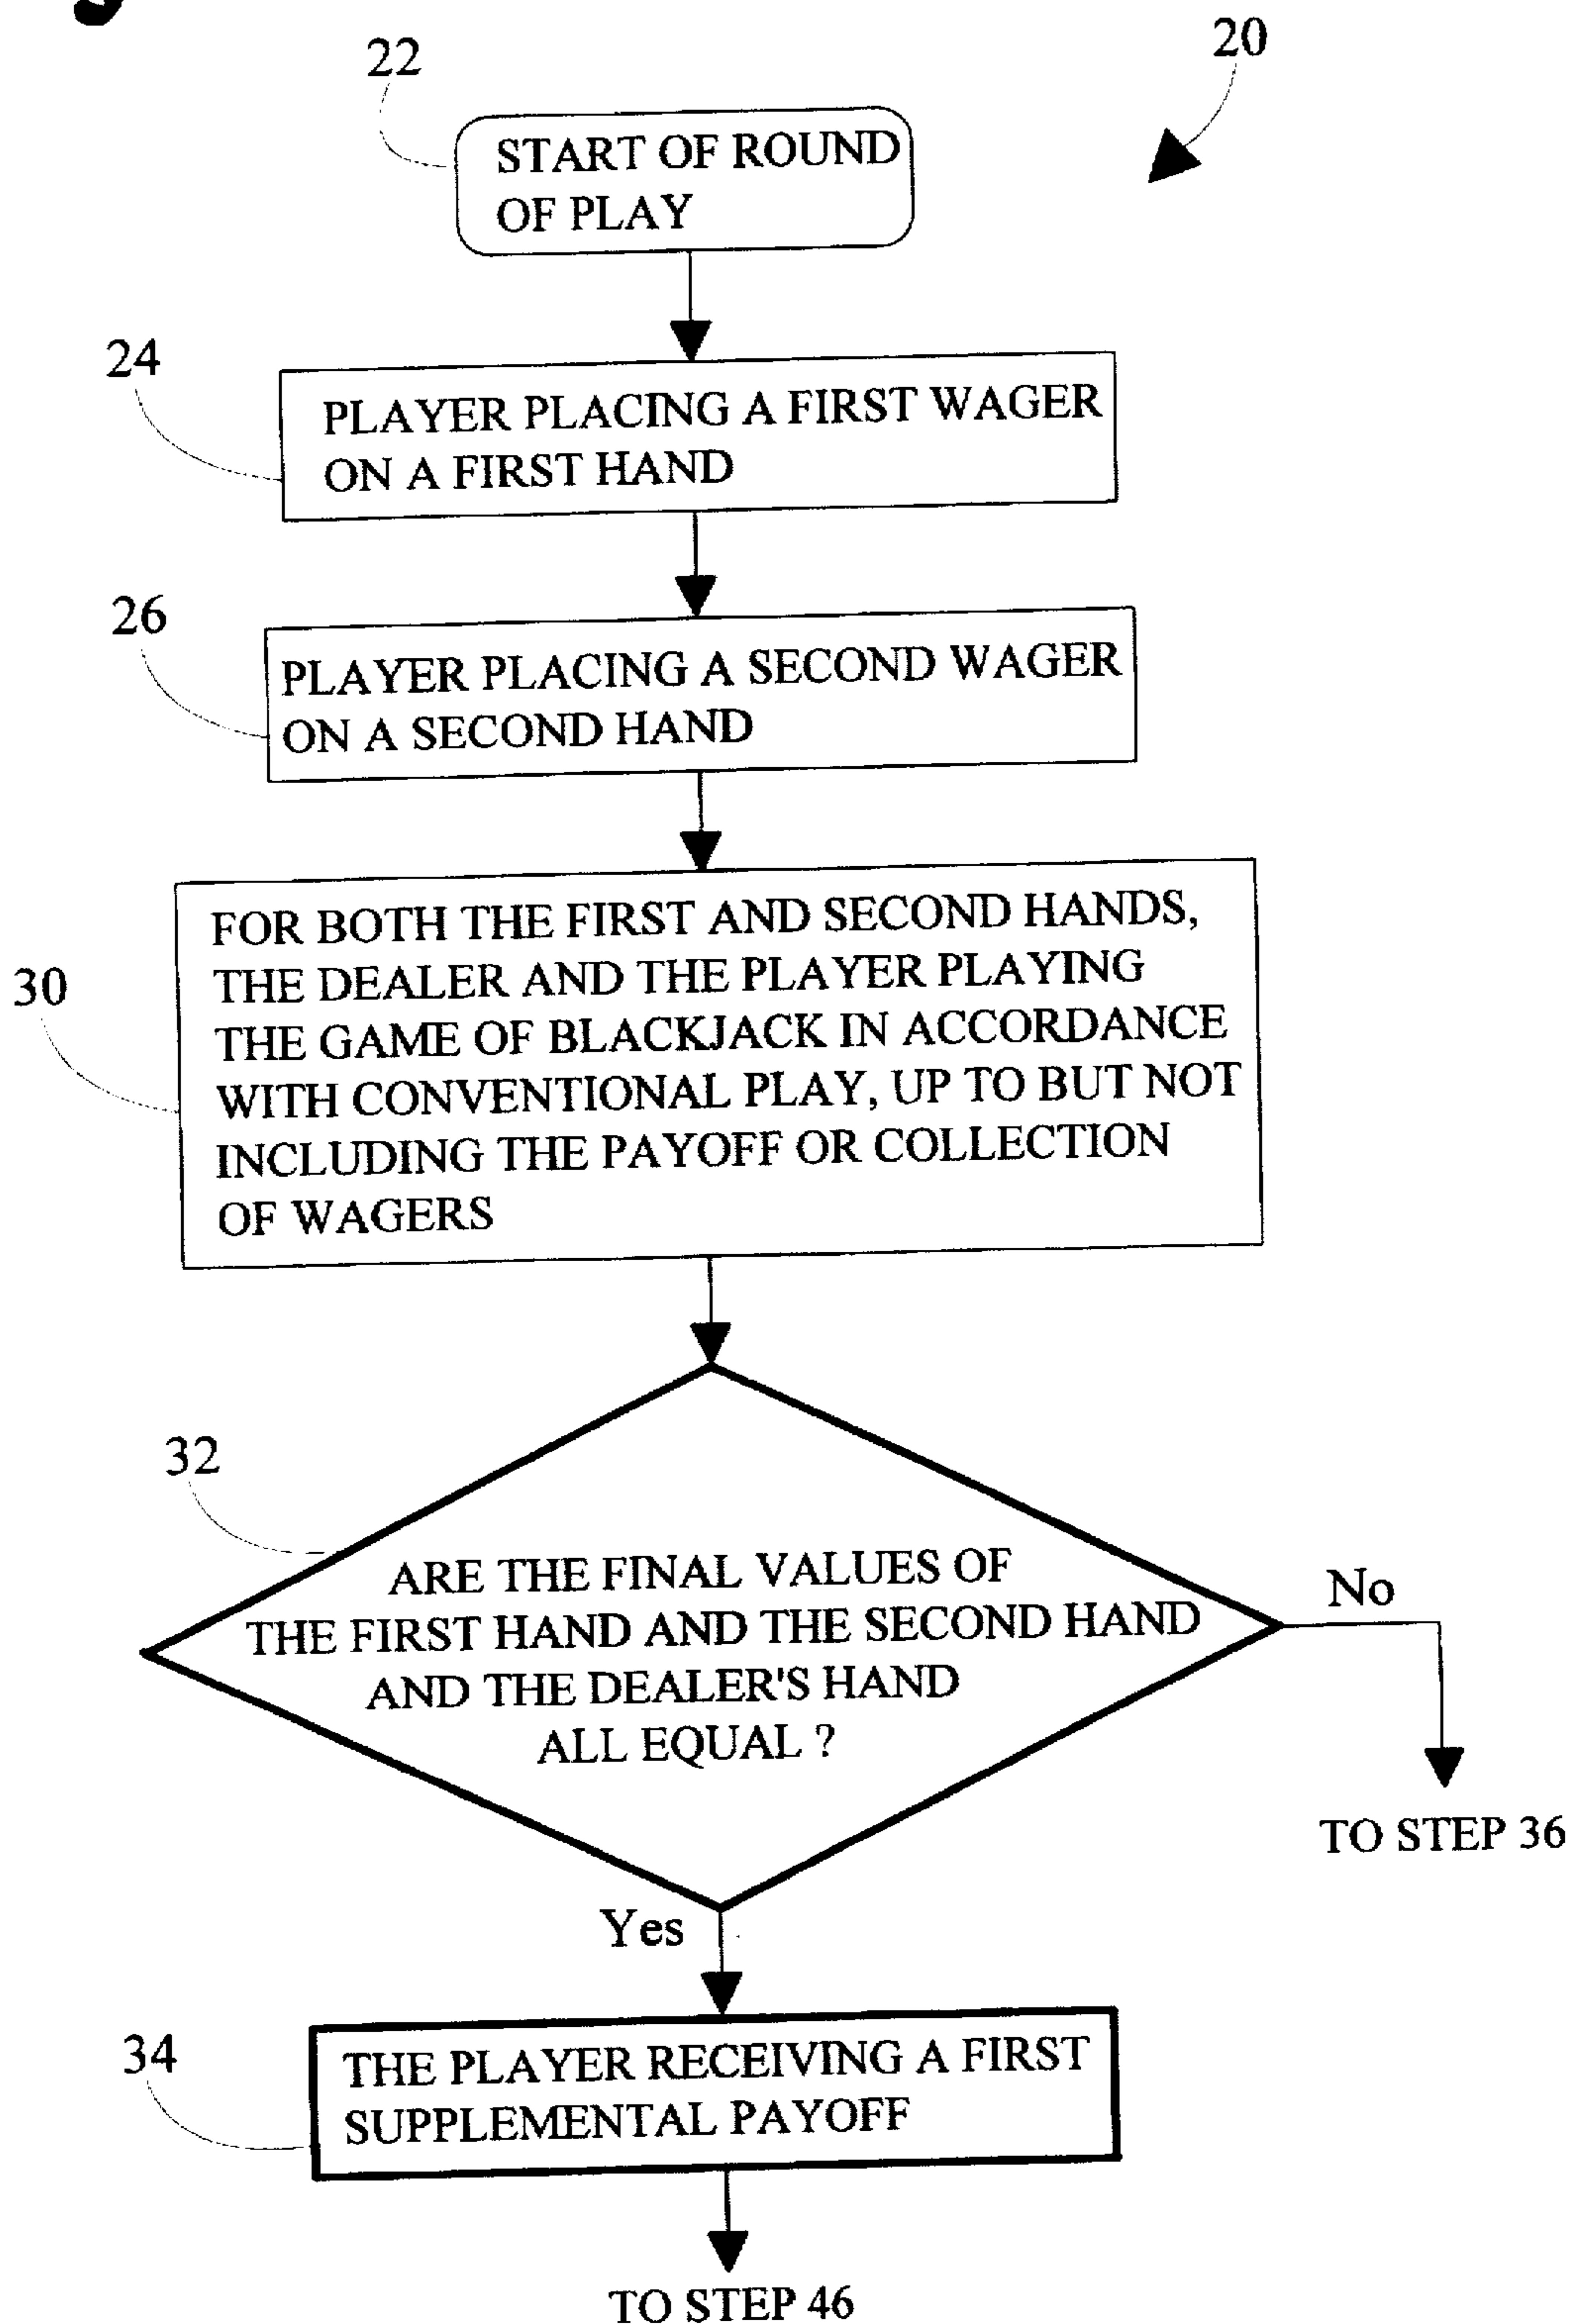 22
20
START OF ROUND
OF PLAY
24
PLAYER PLACING A FIRST WAGER
ON A FIRST HAND
26
PLAYER PLACING A SECOND WAGER
ON A SECOND HAND
30
FOR BOTH THE FIRST AND SECOND HANDS,
THE DEALER AND THE PLAYER PLAYING
THE GAME OF BLACKJACK IN ACCORDANCE
WITH CONVENTIONAL PLAY, UP TO BUT NOT
INCLUDING THE PAYOFF OR COLLECTION
OF WAGERS
32
ARE THE FINAL VALUES OF
THE FIRST HAND AND THE SECOND HAND
AND THE DEALER'S HAND
ALL EQUAL ?
No
TO STEP 36
Yes
34
THE PLAYER RECEIVING A FIRST
SUPPLEMENTAL PAYOFF
TO STEP 46